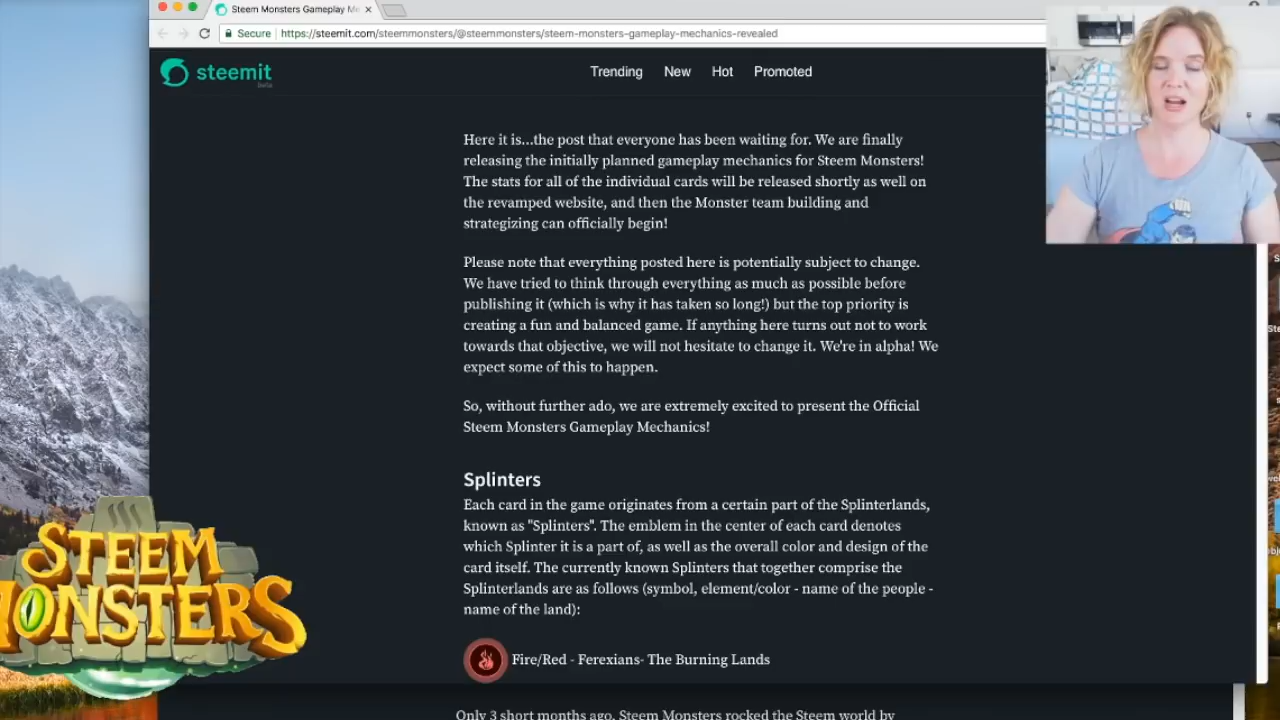 Steem Monsters Gameplay Me
Secure
https://steemit.com/steemmonsters/@steemmonsters/steem-monsters-gameplay-mechanics-revealed
steemit
beta
Trending New Hot Promoted
Here it is...the post that everyone has been waiting for. We are finally
releasing the initially planned gameplay mechanics for Steem Monsters!
The stats for all of the individual cards will be released shortly as well on
the revamped website, and then the Monster team building and
strategizing can officially begin!
Please note that everything posted here is potentially subject to change.
We have tried to think through everything as much as possible before
publishing it (which is why it has taken so long!) but the top priority is
creating a fun and balanced game. If anything here turns out not to work
towards that objective, we will not hesitate to change it. We're in alpha! We
expect some of this to happen.
So, without further ado, we are extremely excited to present the Official
Steem Monsters Gameplay Mechanics!
Splinters
Each card in the game originates from a certain part of the Splinterlands,
known as "Splinters". The emblem in the center of each card denotes
which Splinter it is a part of, as well as the overall color and design of the
card itself. The currently known Splinters that together comprise the
Splinterlands are as follows (symbol, element/color - name of the people -
name of the land):
Fire/Red - Ferexians- The Burning Lands
Only 3 short months ago, Steem Monsters rocked the Steem world by
STEEM
MONSTERS